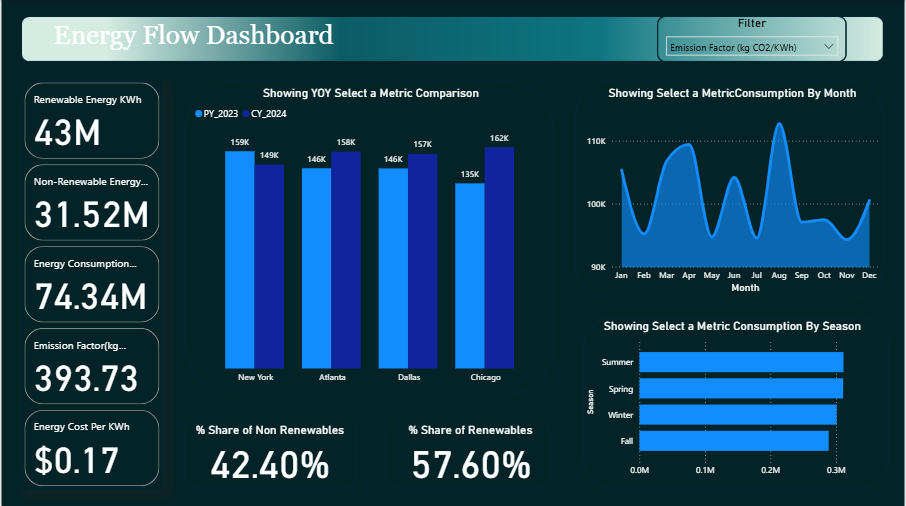 Energy Flow Dashboard
Filter
Emission Factor (kg CO2/KWh)
Renewable Energy KWh
43M
Non-Renewable Energy...
31.52M
Energy Consumption...
74.34M
Emission Factor(kg...
393.73
Energy Cost Per KWh
$0.17
Showing YOY Select a Metric Comparison
PY_2023 CY_2024
159K 149K 146K 158K 146K 157K 135K 162K
New York Atlanta Dallas Chicago
% Share of Non Renewables
42.40%
% Share of Renewables
57.60%
Showing Select a MetricConsumption By Month
110K
100K
90K
Jan Feb Mar Apr May Jun Jul Aug Sep Oct Nov Dec
Month
Showing Select a Metric Consumption By Season
Season
Summer
Spring
Winter
Fall
0.0M 0.1M 0.2M 0.3M